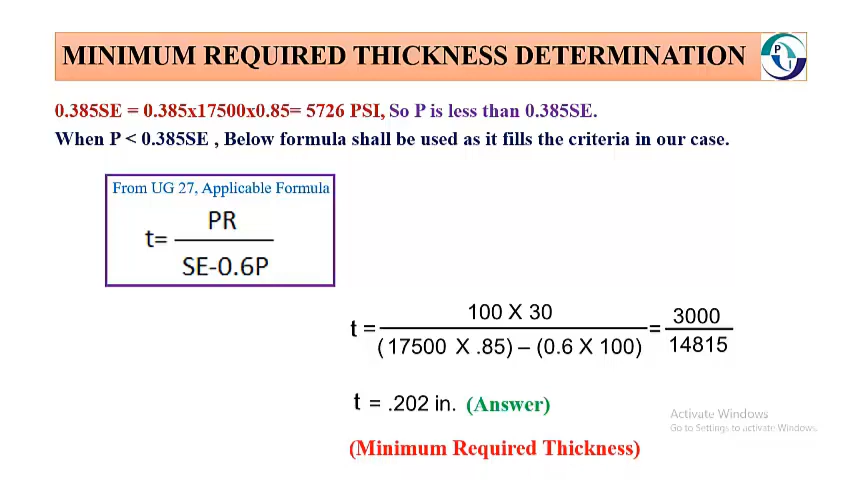 MINIMUM REQUIRED THICKNESS DETERMINATION
P
I
0.385SE = 0.385x17500x0.85= 5726 PSI, So P is less than 0.385SE.
When P < 0.385SE , Below formula shall be used as it fills the criteria in our case.
From UG 27, Applicable Formula
t= PR
SE-0.6P
t = 100 X 30 = 3000
(17500 X .85) – (0.6 X 100) 14815
t = .202 in. (Answer)
Activate Windows
Go to Settings to activate Windows.
(Minimum Required Thickness)